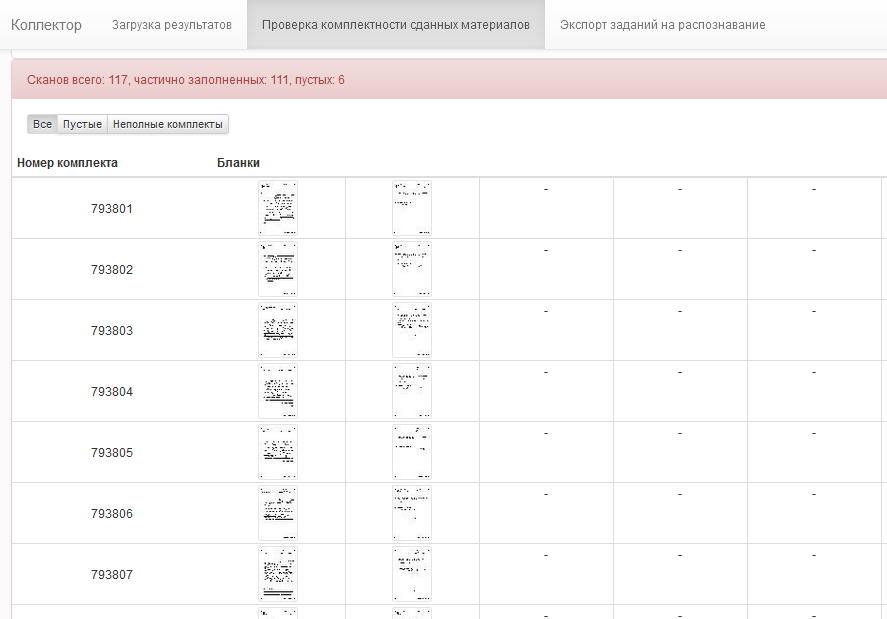 Коллектор Загрузка результатов Проверка комплектности сданных материалов Экспорт заданий на распознавание
Сканов всего: 117, частично заполненных: 111, пустых: 6
Все Пустые Неполные комплекты
Номер комплекта Бланки
793801 - - -
793802 - - -
793803 - - -
793804 - - -
793805 - - -
793806 - - -
793807 - - -
- - -